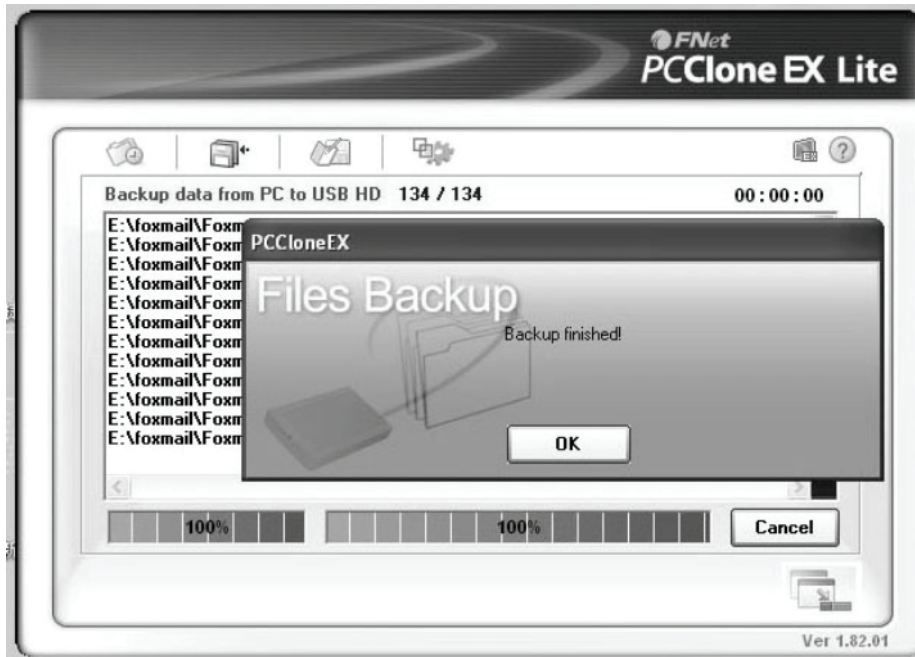 FNet
PCClone EX Lite
Backup data from PC to USB HD 134 / 134 00:00:00
E:\foxmail\Foxm
E:\foxmail\Foxm
E:\foxmail\Foxm
E:\foxmail\Foxm
E:\foxmail\Foxm
E:\foxmail\Foxm
E:\foxmail\Foxm
E:\foxmail\Foxm
E:\foxmail\Foxm
E:\foxmail\Foxm
E:\foxmail\Foxm
E:\foxmail\Foxm
PCCloneEX
Files Backup
Backup finished!
OK
100% 100% Cancel
Ver 1.82.01